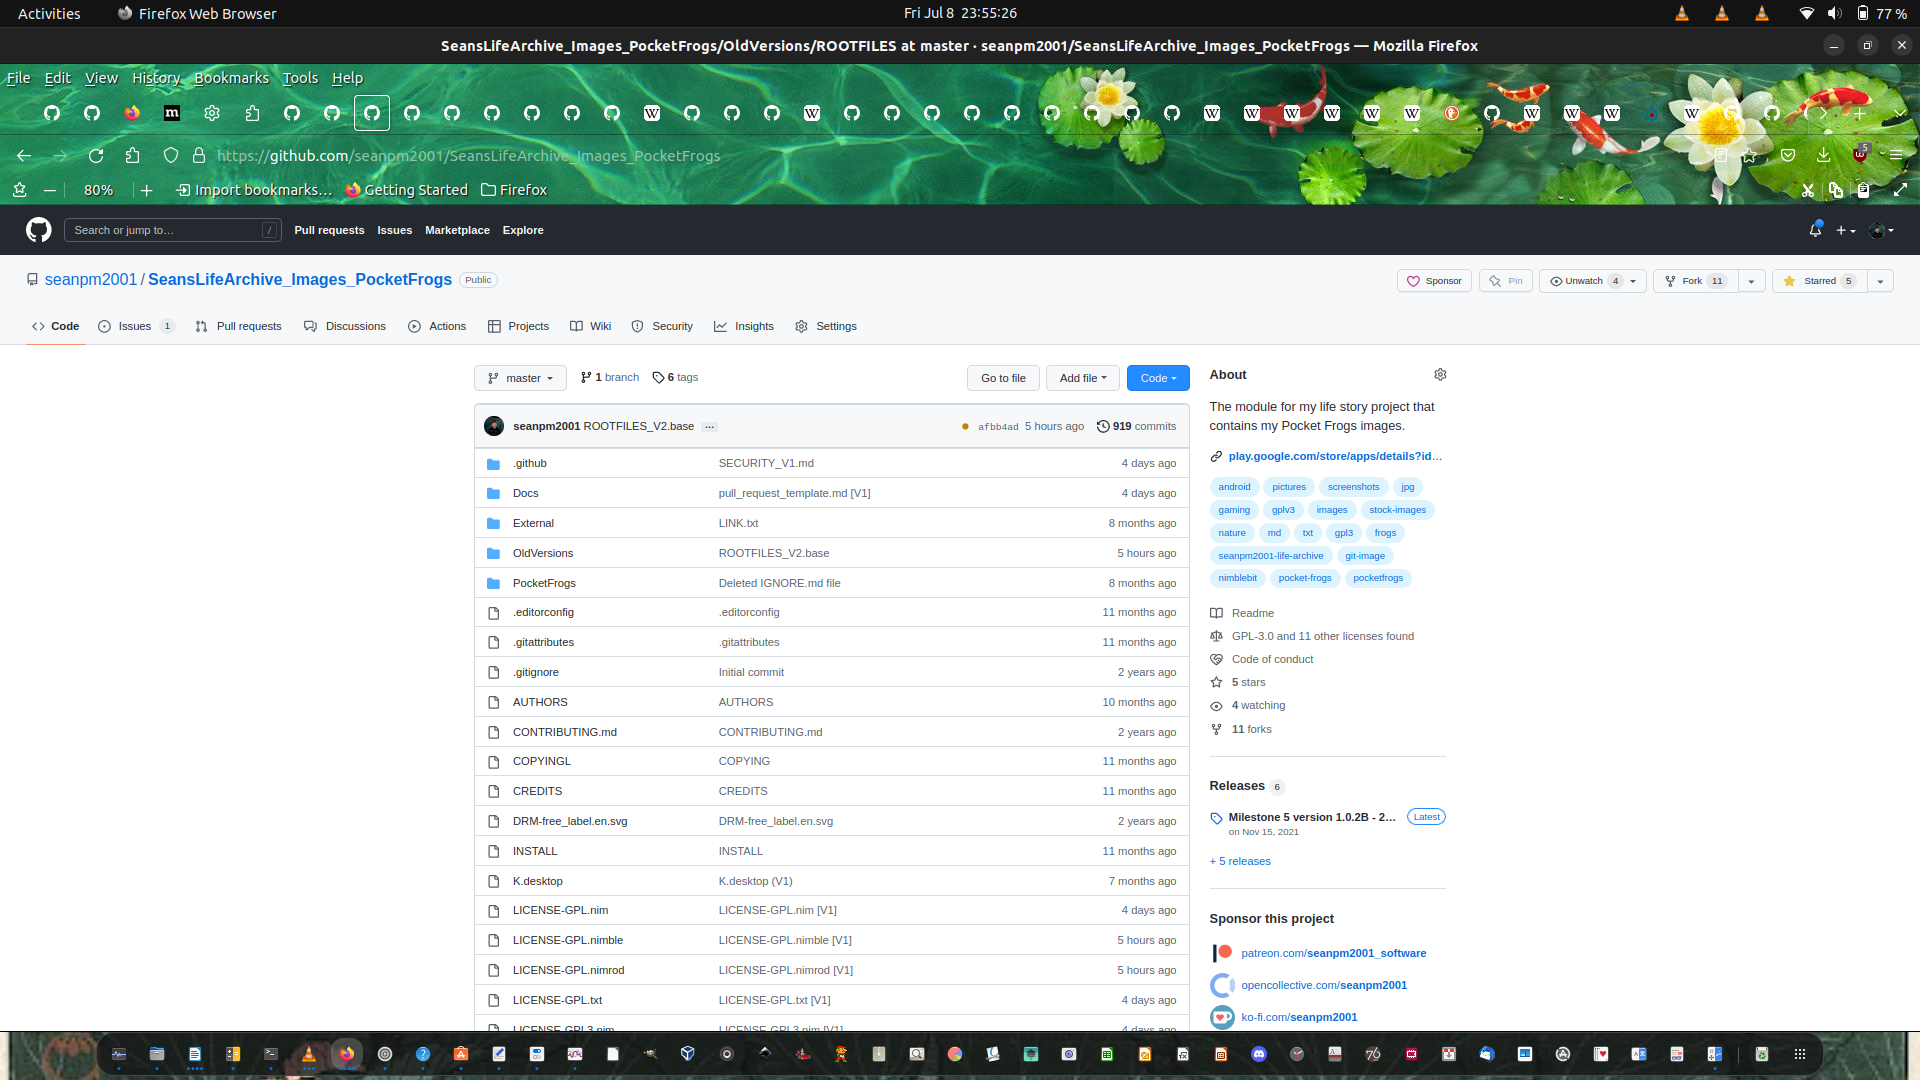 Activities Firefox Web Browser Fri Jul 8 23:55:26 77 %
SeansLifeArchive_Images_PocketFrogs/OldVersions/ROOTFILES at master · seanpm2001/SeansLifeArchive_Images_PocketFrogs — Mozilla Firefox
File Edit View History Bookmarks Tools Help
https://github.com/seanpm2001/SeansLifeArchive_Images_PocketFrogs 5
80% Import bookmarks... Getting Started Firefox
Search or jump to... / Pull requests Issues Marketplace Explore
seanpm2001 / SeansLifeArchive_Images_PocketFrogs Public Sponsor Pin Unwatch 4 Fork 11 Starred 5
Code Issues 1 Pull requests Discussions Actions Projects Wiki Security Insights Settings
master 1 branch 6 tags Go to file Add file Code
seanpm2001 ROOTFILES_V2.base ... afbb4ad 5 hours ago 919 commits
.github SECURITY_V1.md 4 days ago
Docs pull_request_template.md [V1] 4 days ago
External LINK.txt 8 months ago
OldVersions ROOTFILES_V2.base 5 hours ago
PocketFrogs Deleted IGNORE.md file 8 months ago
.editorconfig .editorconfig 11 months ago
.gitattributes .gitattributes 11 months ago
.gitignore Initial commit 2 years ago
AUTHORS AUTHORS 10 months ago
CONTRIBUTING.md CONTRIBUTING.md 2 years ago
COPYINGL COPYING 11 months ago
CREDITS CREDITS 11 months ago
DRM-free_label.en.svg DRM-free_label.en.svg 2 years ago
INSTALL INSTALL 11 months ago
K.desktop K.desktop (V1) 7 months ago
LICENSE-GPL.nim LICENSE-GPL.nim [V1] 4 days ago
LICENSE-GPL.nimble LICENSE-GPL.nimble [V1] 5 hours ago
LICENSE-GPL.nimrod LICENSE-GPL.nimrod [V1] 5 hours ago
LICENSE-GPL.txt LICENSE-GPL.txt [V1] 4 days ago
LICENSE-GPL3.nim LICENSE-GPL3.nim [V1] 4 days ago
About
The module for my life story project that
contains my Pocket Frogs images.
play.google.com/store/apps/details?id...
android pictures screenshots jpg
gaming gplv3 images stock-images
nature md txt gpl3 frogs
seanpm2001-life-archive git-image
nimblebit pocket-frogs pocketfrogs
Readme
GPL-3.0 and 11 other licenses found
Code of conduct
5 stars
4 watching
11 forks
Releases 6
Milestone 5 version 1.0.2B - 2... Latest
on Nov 15, 2021
+ 5 releases
Sponsor this project
patreon.com/seanpm2001_software
opencollective.com/seanpm2001
ko-fi.com/seanpm2001